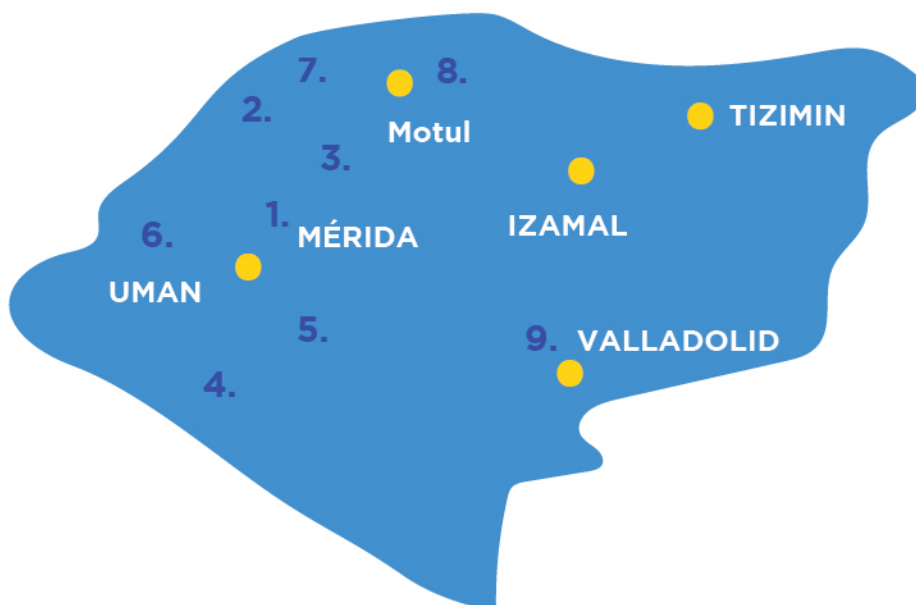 7.
8.
2.
Motul
TIZIMIN
3.
1.
IZAMAL
6.
MÉRIDA
UMAN
5.
9. VALLADOLID
4.